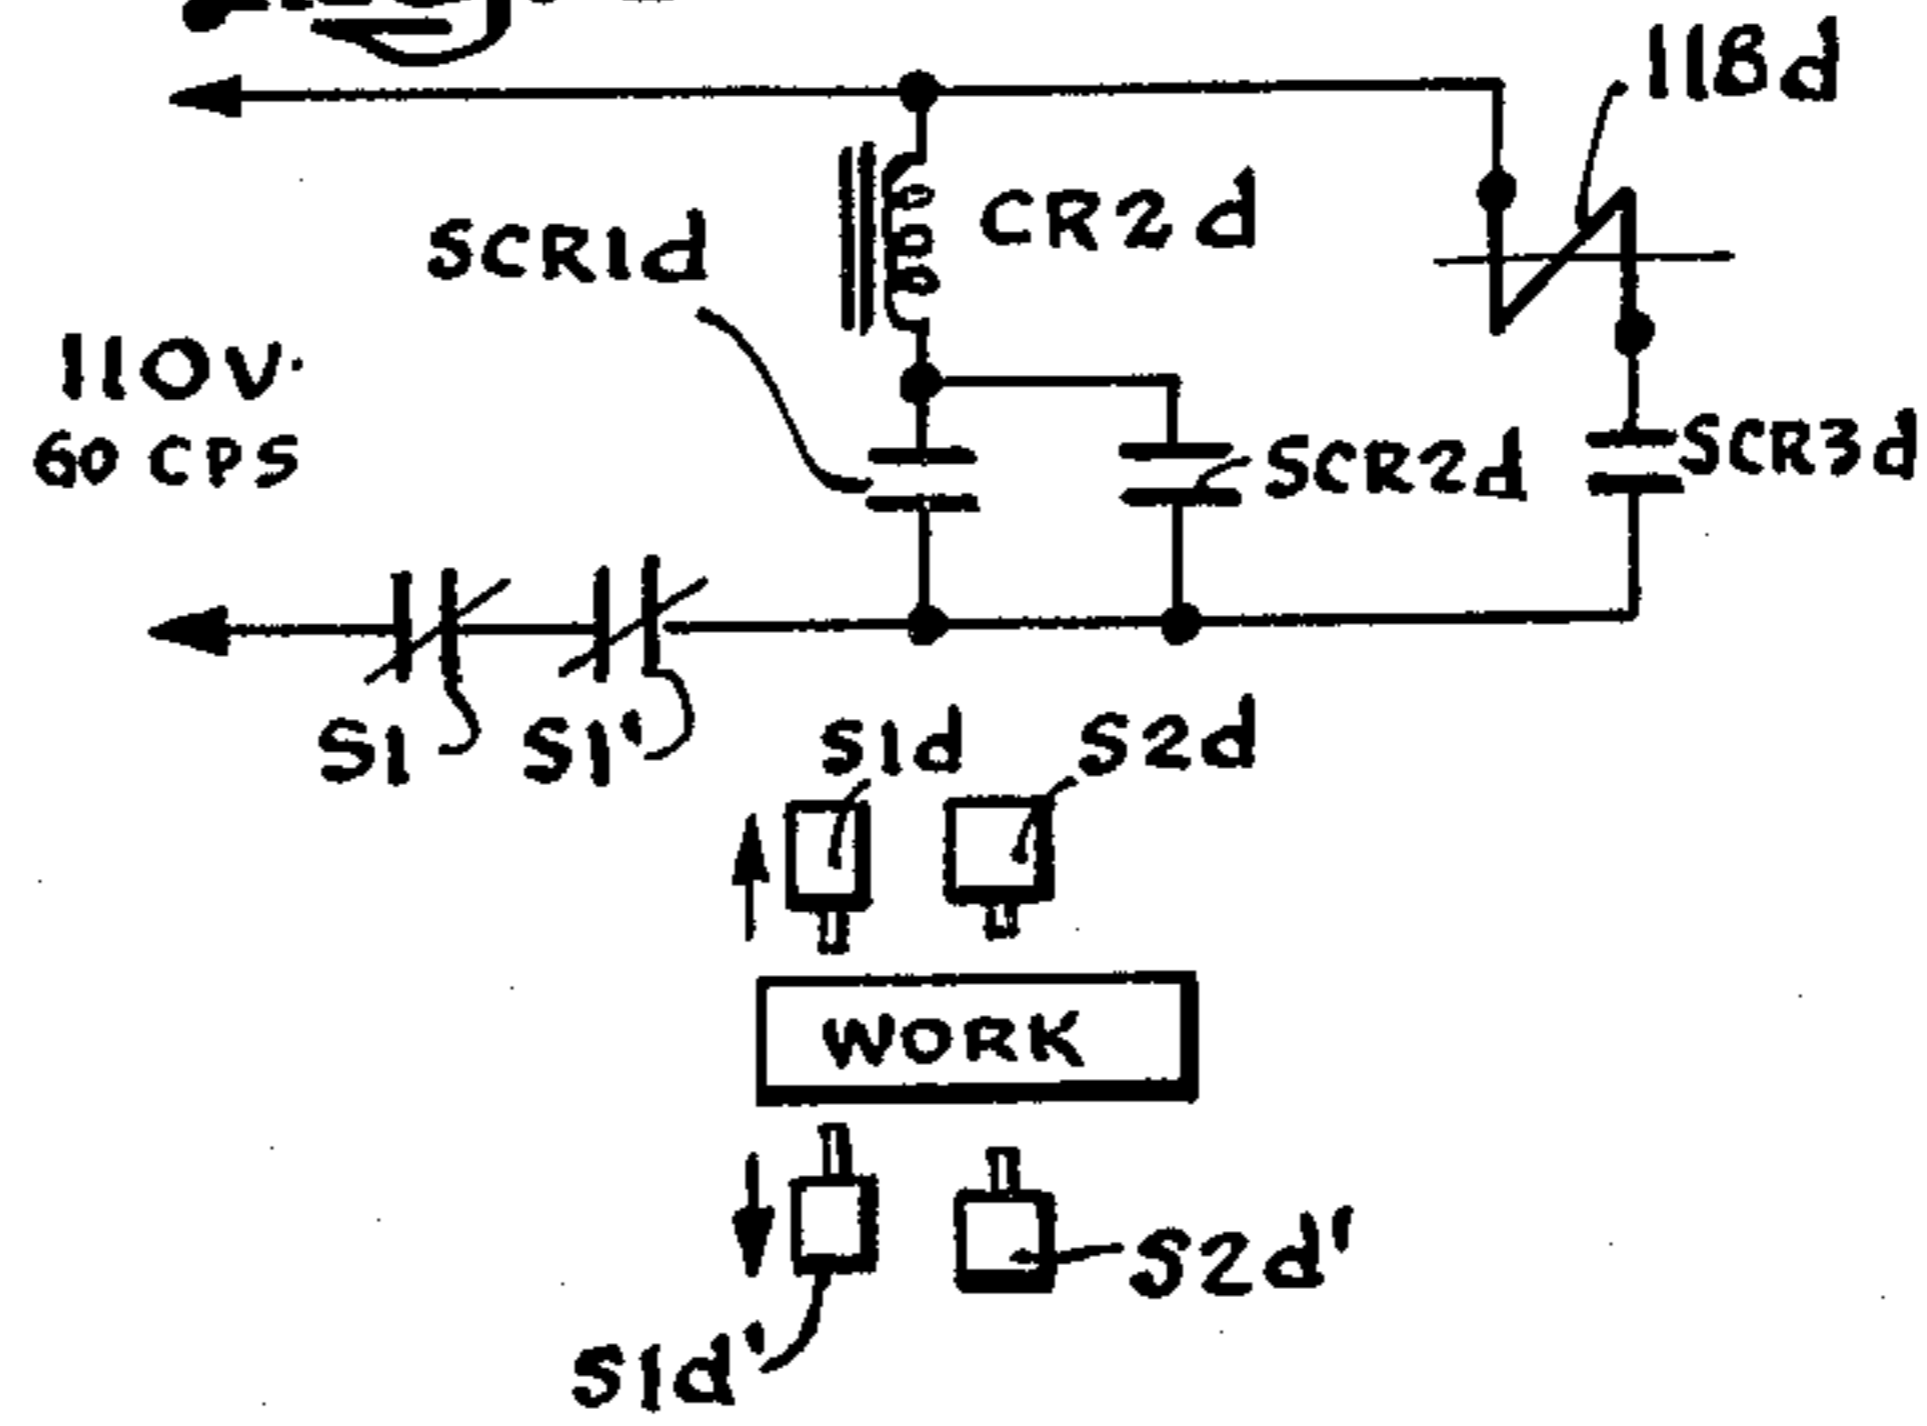 118d
CR2d
SCR1d
110V.
60 CPS
SCR2d
SCR3d
S1
S1'
S1d
S2d
WORK
S2d'
S1d'